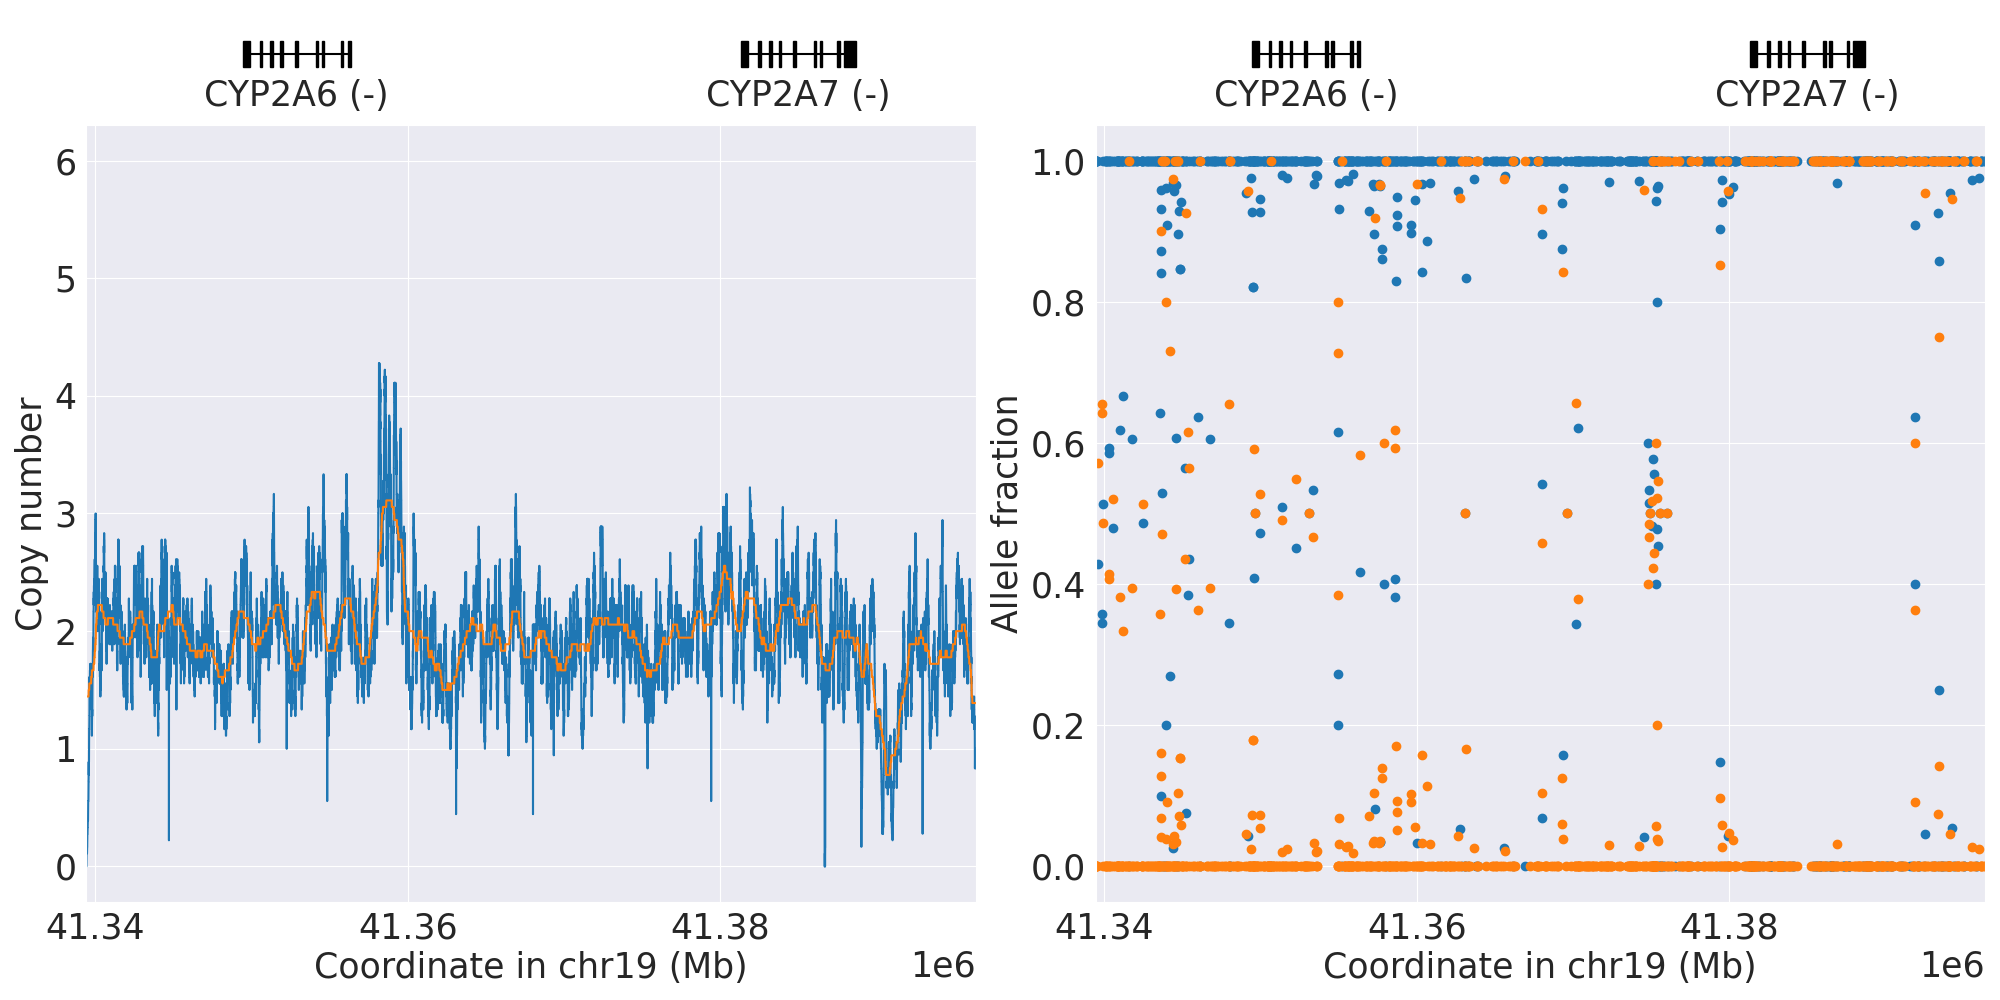 CYP2A6 (-)
CYP2A7 (-)
6
5
4
3
2
1
0
Copy number
41.34
41.36
41.38
Coordinate in chr19 (Mb)
1e6
CYP2A6 (-)
CYP2A7 (-)
1.0
0.8
0.6
0.4
0.2
0.0
Allele fraction
41.34
41.36
41.38
Coordinate in chr19 (Mb)
1e6